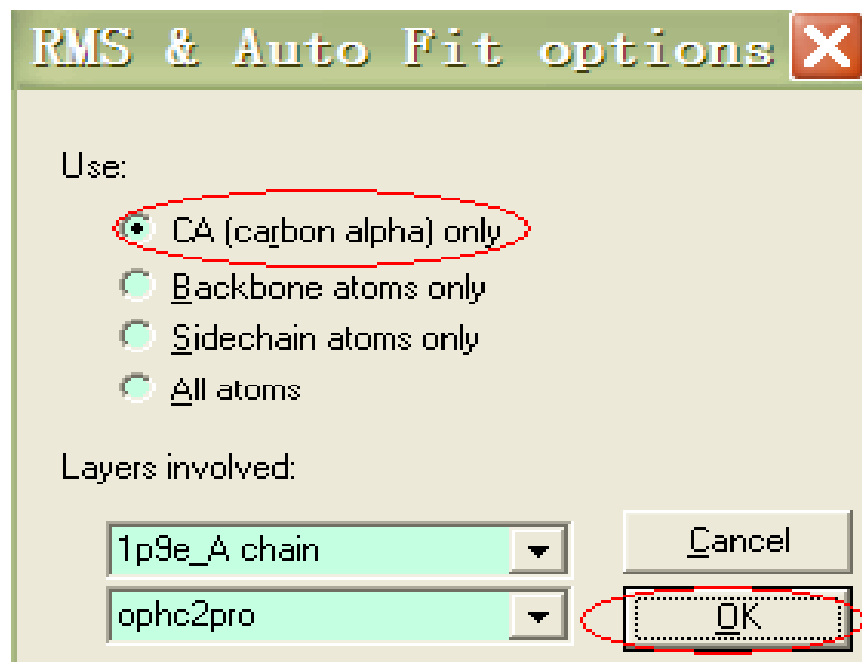 RMS & Auto Fit options
Use:
CA (carbon alpha) only
Backbone atoms only
Sidechain atoms only
All atoms
Layers involved:
1p9e_A chain
Cancel
ophc2pro
OK